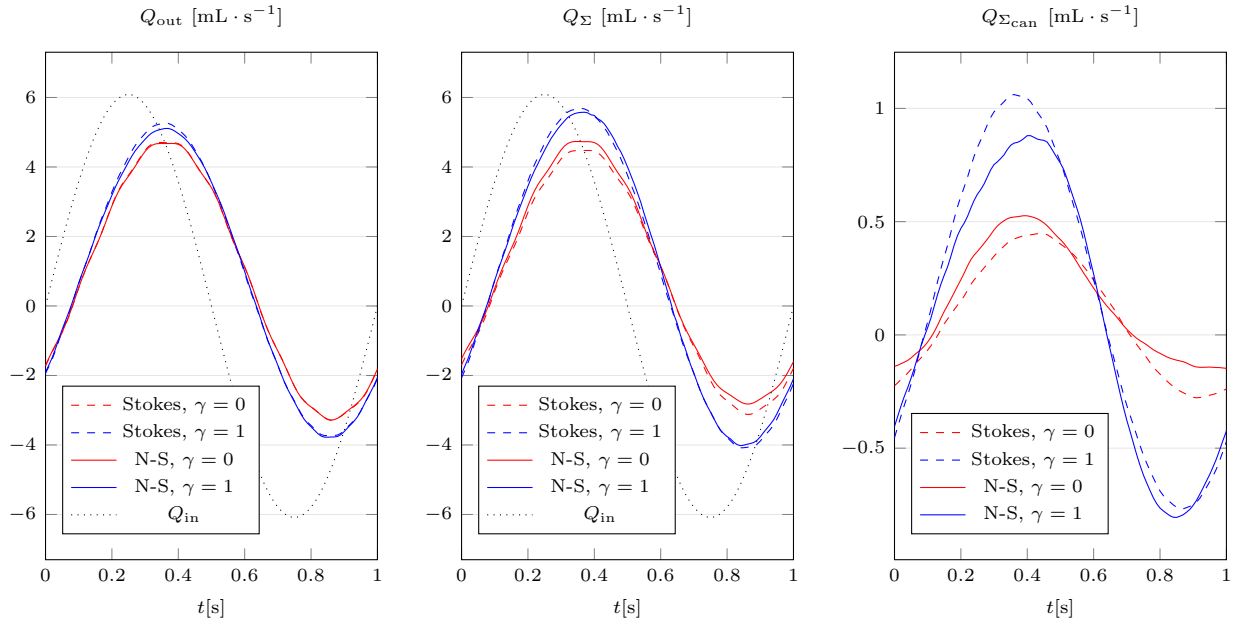 Q_out [mL · s⁻¹]
6
4
2
0
−2
−4
−6
0
0.2
0.4
0.6
0.8
1
t[s]
Stokes, γ = 0
Stokes, γ = 1
N-S, γ = 0
N-S, γ = 1
Q_in
Q_Σ [mL · s⁻¹]
6
4
2
0
−2
−4
−6
0
0.2
0.4
0.6
0.8
1
t[s]
Stokes, γ = 0
Stokes, γ = 1
N-S, γ = 0
N-S, γ = 1
Q_in
Q_Σcan [mL · s⁻¹]
1
0.5
0
−0.5
0
0.2
0.4
0.6
0.8
1
t[s]
Stokes, γ = 0
Stokes, γ = 1
N-S, γ = 0
N-S, γ = 1